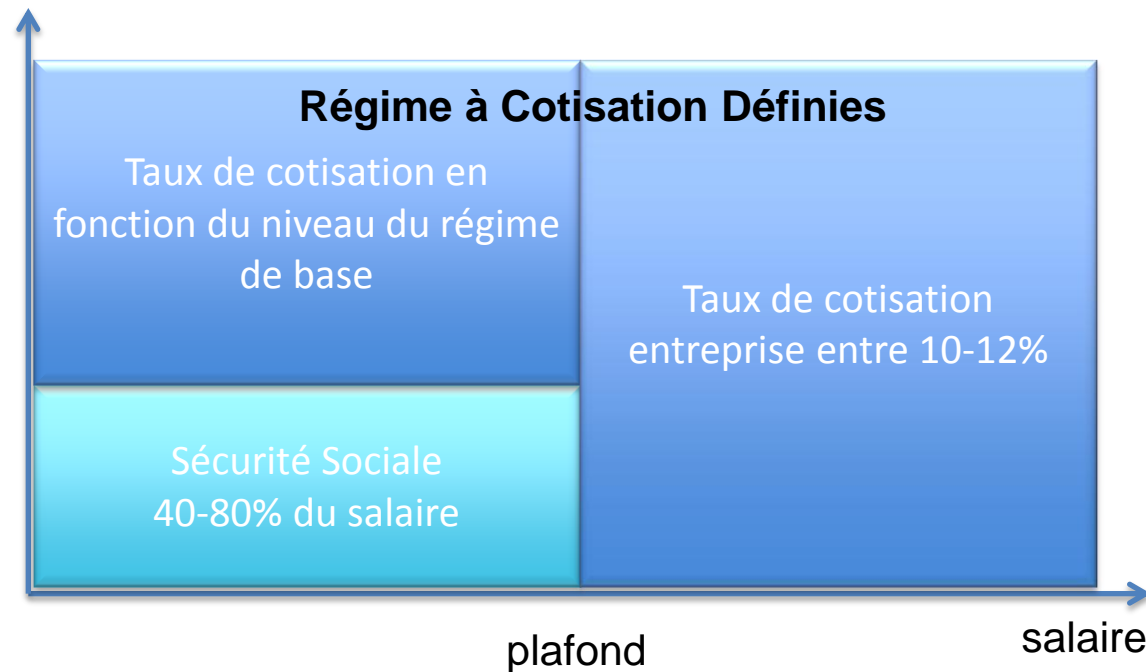 Régime à Cotisation Définies
Taux de cotisation en
fonction du niveau du régime
de base
Taux de cotisation
entreprise entre 10-12%
Sécurité Sociale
40-80% du salaire
plafond
salaire